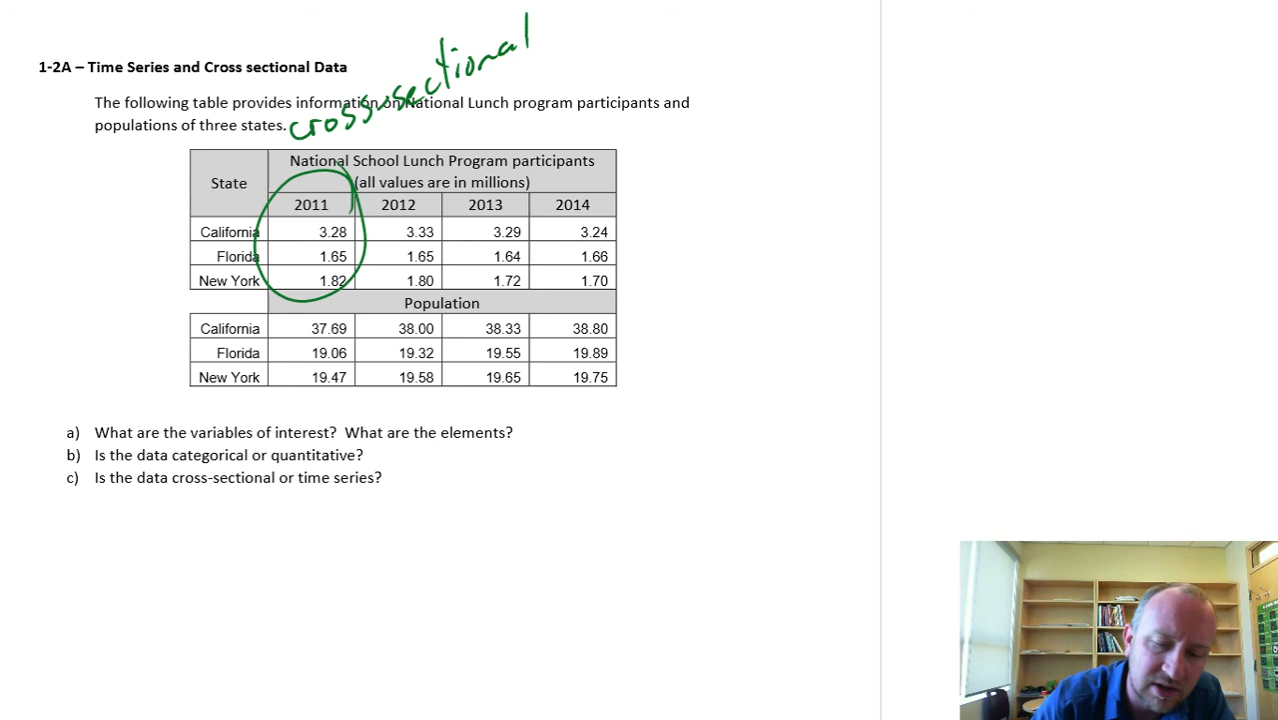 cross-sectional
1-2A – Time Series and Cross sectional Data
The following table provides information on National Lunch program participants and
populations of three states.
State National School Lunch Program participants
(all values are in millions)
2011 2012 2013 2014
California 3.28 3.33 3.29 3.24
Florida 1.65 1.65 1.64 1.66
New York 1.82 1.80 1.72 1.70
Population
California 37.69 38.00 38.33 38.80
Florida 19.06 19.32 19.55 19.89
New York 19.47 19.58 19.65 19.75
a) What are the variables of interest? What are the elements?
b) Is the data categorical or quantitative?
c) Is the data cross-sectional or time series?